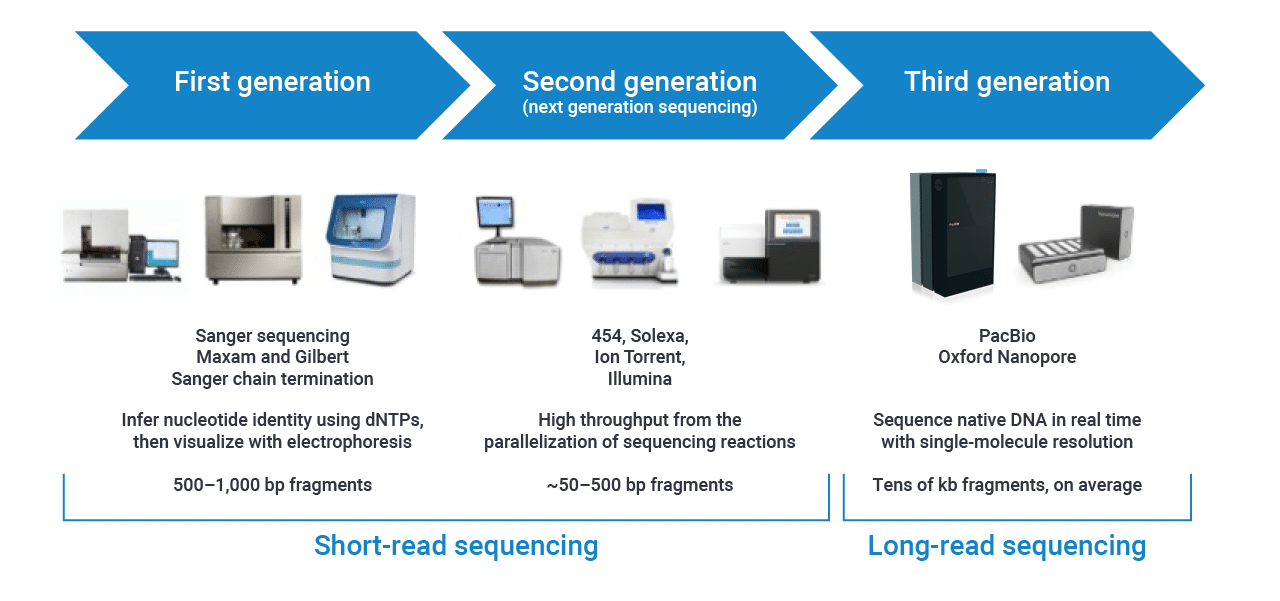 First generation
Second generation
(next generation sequencing)
Third generation
Sanger sequencing
Maxam and Gilbert
Sanger chain termination
454, Solexa,
Ion Torrent,
Illumina
PacBio
Oxford Nanopore
Infer nucleotide identity using dNTPs,
then visualize with electrophoresis
High throughput from the
parallelization of sequencing reactions
Sequence native DNA in real time
with single-molecule resolution
500–1,000 bp fragments
~50–500 bp fragments
Tens of kb fragments, on average
Short-read sequencing
Long-read sequencing